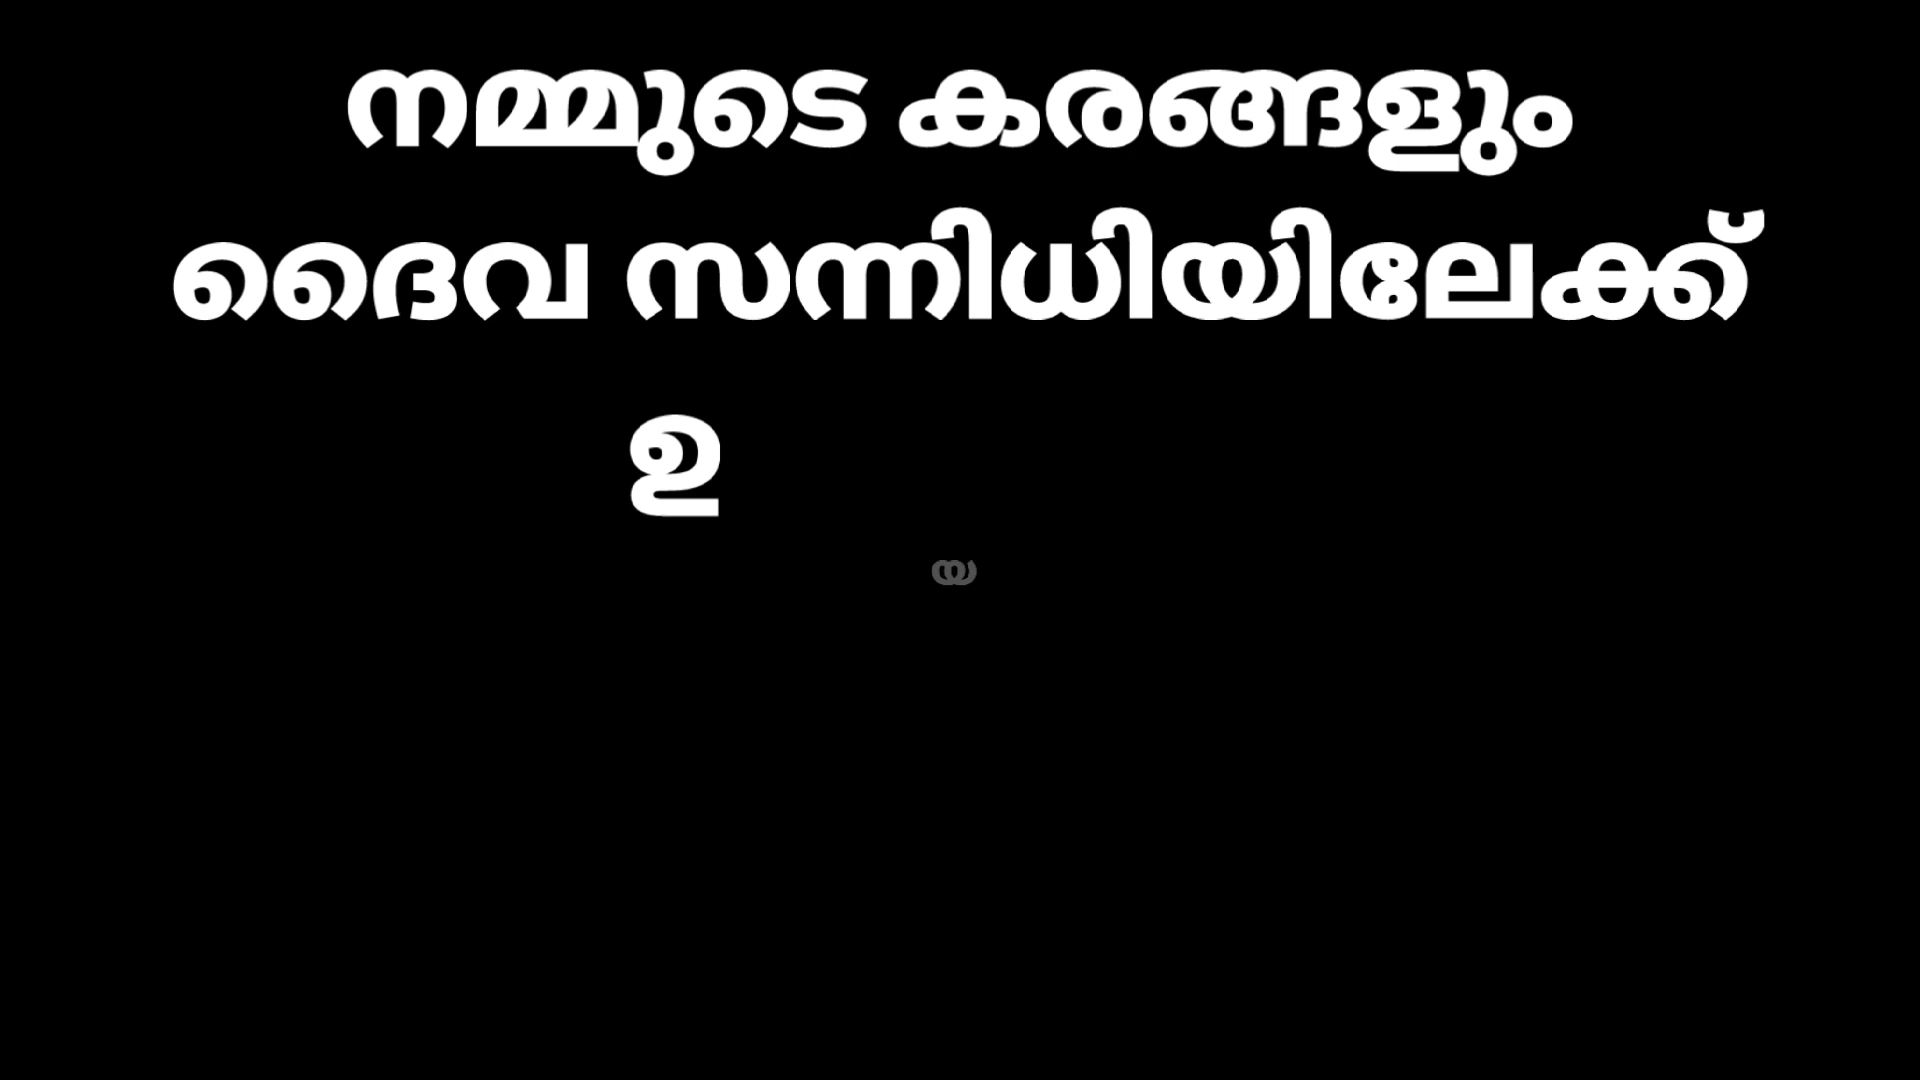 നമ്മുടെ കരങ്ങളും
ദൈവ സന്നിധിയിലേക്ക്
ഉ
യ